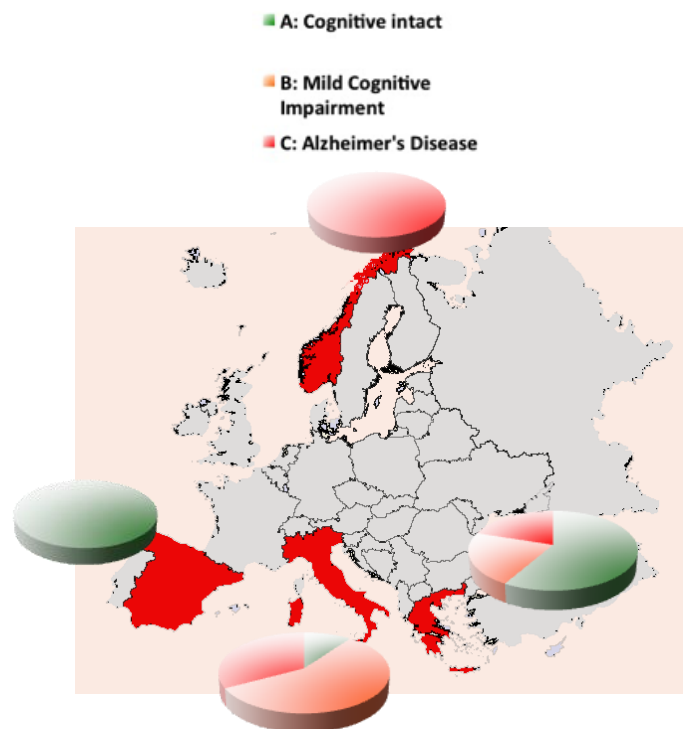 A: Cognitive intact
B: Mild Cognitive
Impairment
C: Alzheimer's Disease